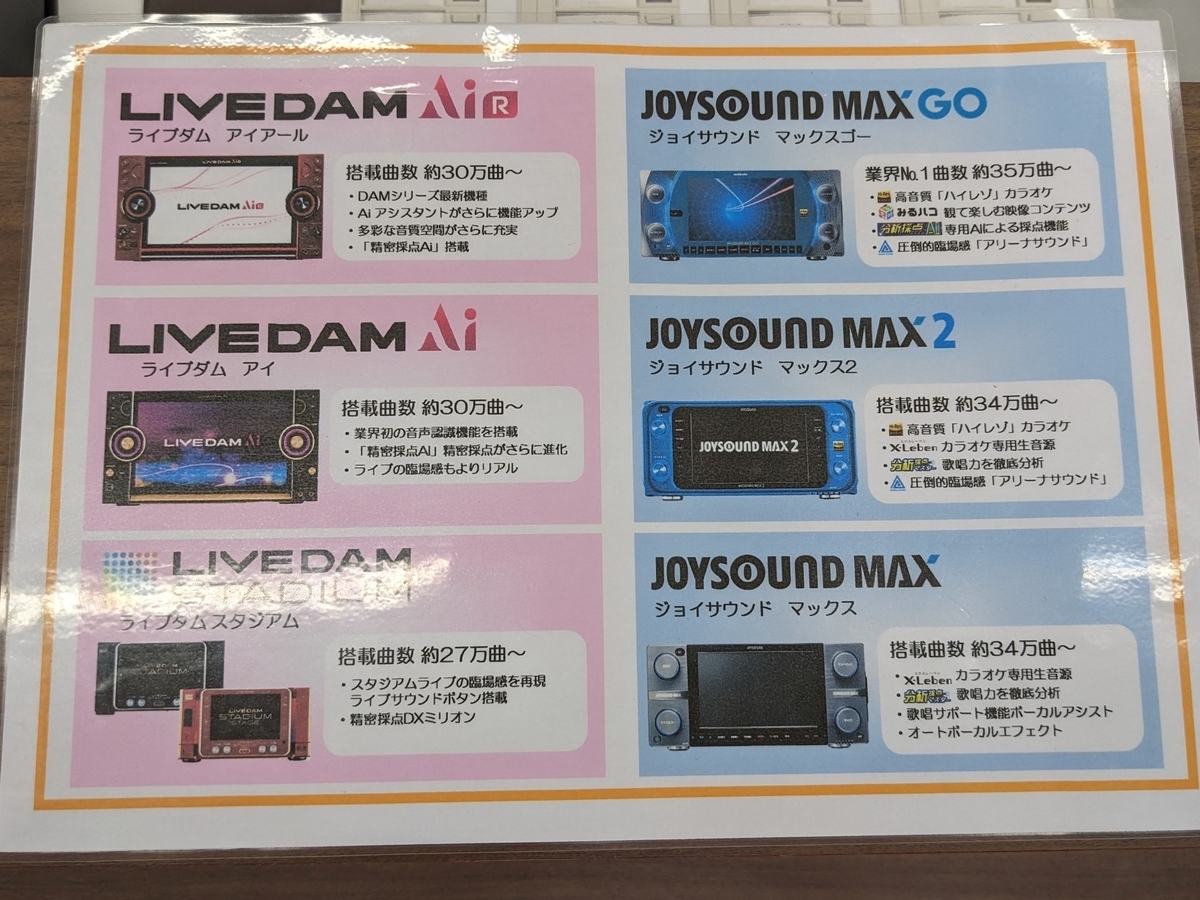 LIVE DAM Ai R
ライブダム アイアール
LIVE DAM Ai R
搭載曲数 約30万曲～
・DAMシリーズ最新機種
・Ai アシスタントがさらに機能アップ
・多彩な音質空間がさらに充実
・「精密採点Ai」搭載
LIVE DAM Ai
ライブダム アイ
LIVE DAM Ai
搭載曲数 約30万曲～
・業界初の音声認識機能を搭載
・「精密採点AI」精密採点がさらに進化
・ライブの臨場感もよりリアル
LIVE DAM
STADIUM
ライブダム スタジアム
STADIUM
LIVE DAM
STADIUM
STAGE
搭載曲数 約27万曲～
・スタジアムライブの臨場感を再現
ライブサウンドボタン搭載
・精密採点DXミリオン
JOYSOUND MAX GO
ジョイサウンド マックスゴー
業界No.1 曲数 約35万曲～
・高音質「ハイレゾ」カラオケ
・みるハコ 観て楽しむ映像コンテンツ
・分析採点AI 専用AIによる採点機能
・圧倒的臨場感「アリーナサウンド」
JOYSOUND MAX 2
ジョイサウンド マックス2
JOYSOUND MAX 2
搭載曲数 約34万曲～
・高音質「ハイレゾ」カラオケ
・X-Leben カラオケ専用生音源
・分析採点 歌唱力を徹底分析
・圧倒的臨場感「アリーナサウンド」
JOYSOUND MAX
ジョイサウンド マックス
搭載曲数 約34万曲～
・X-Leben カラオケ専用生音源
・分析採点 歌唱力を徹底分析
・歌唱サポート機能ボーカルアシスト
・オートボーカルエフェクト